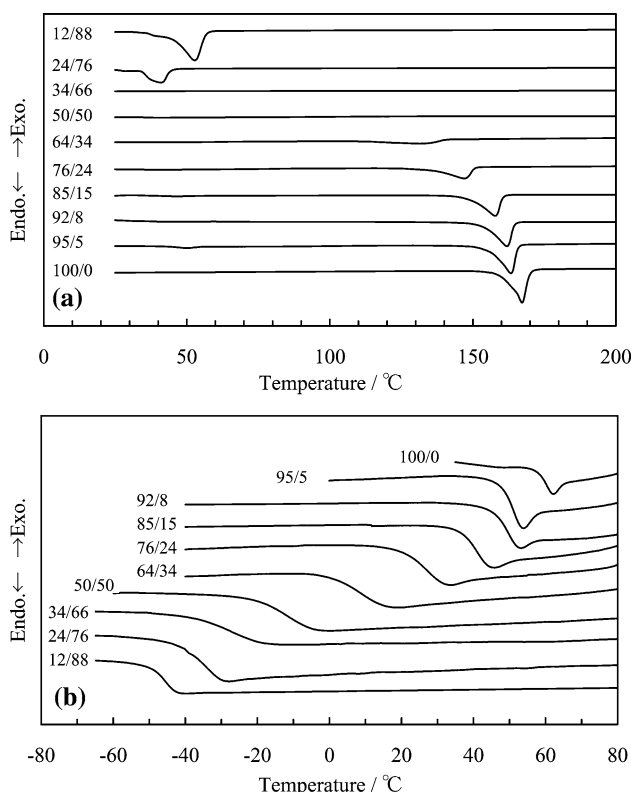 12/88
24/76
34/66
50/50
64/34
76/24
85/15
92/8
95/5
100/0
Endo.← →Exo.
(a)
0 50 100 150 200
Temperature / ℃
100/0
95/5
92/8
85/15
76/24
64/34
50/50
34/66
24/76
12/88
Endo.← →Exo.
(b)
-80 -60 -40 -20 0 20 40 60 80
Temperature / ℃